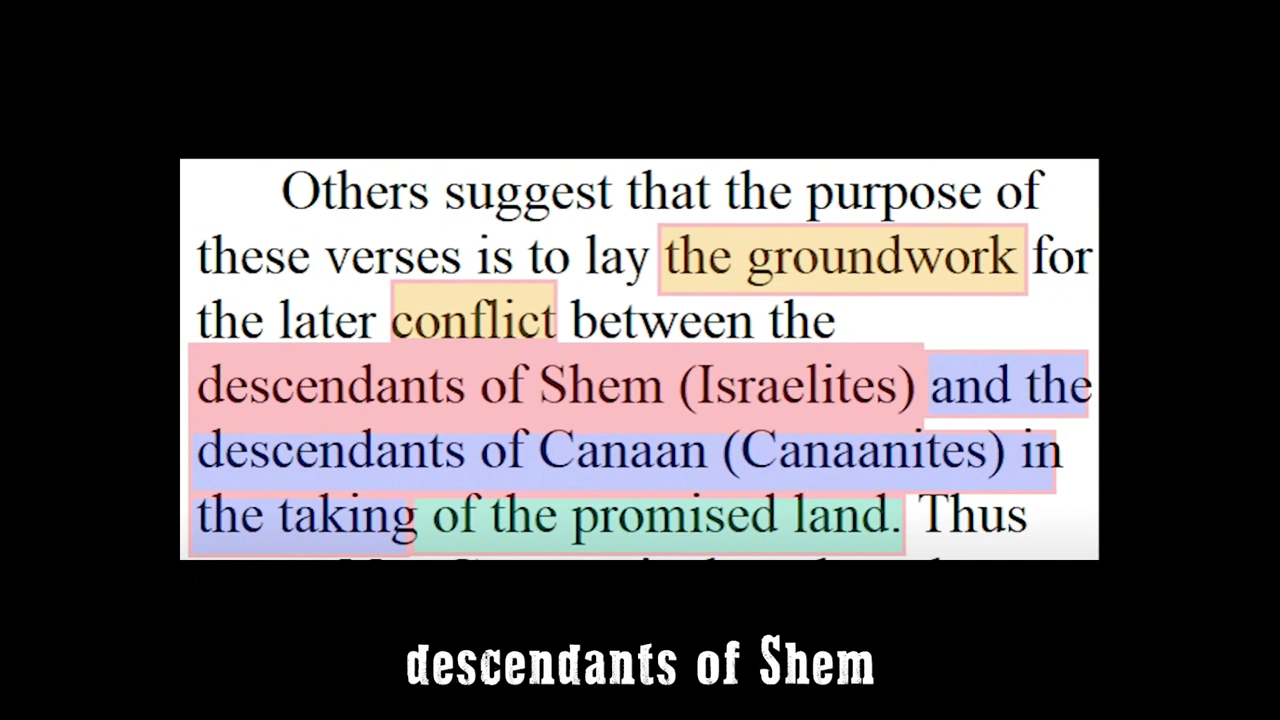 Others suggest that the purpose of
these verses is to lay the groundwork for
the later conflict between the
descendants of Shem (Israelites) and the
descendants of Canaan (Canaanites) in
the taking of the promised land. Thus
descendants of Shem